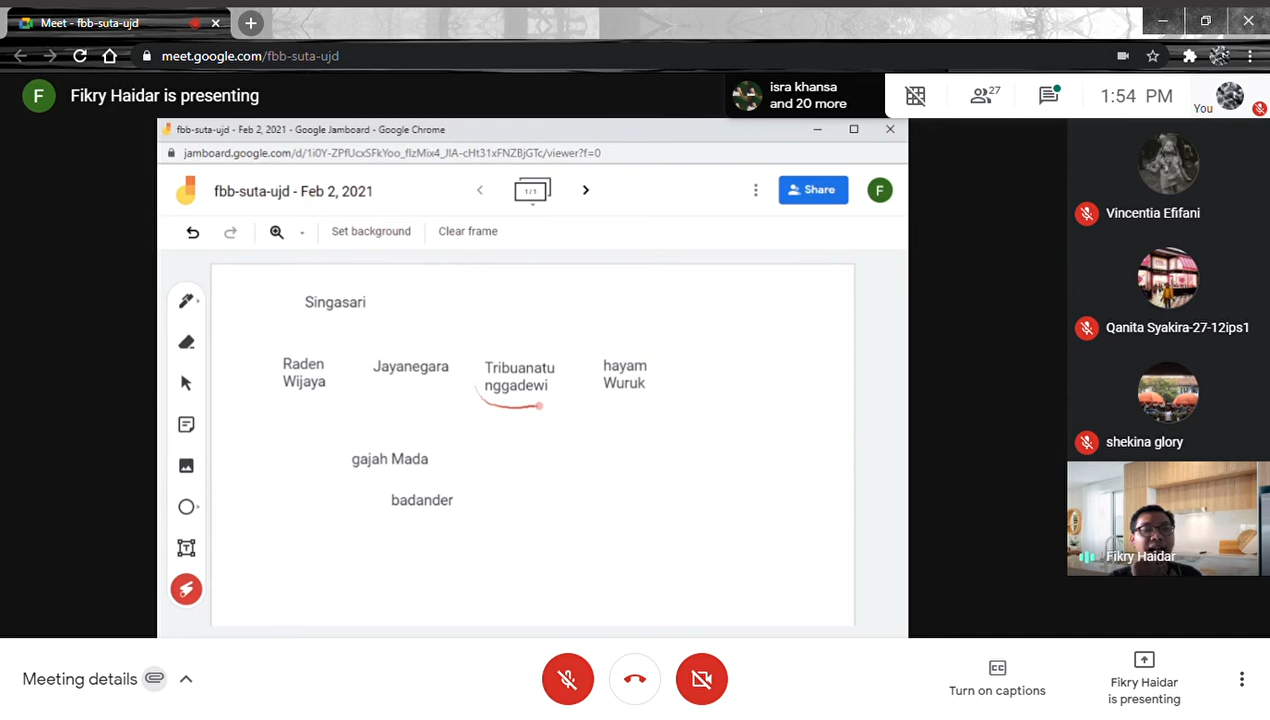 Meet - fbb-suta-ujd
meet.google.com/fbb-suta-ujd
F
Fikry Haidar is presenting
isra khansa
and 20 more
27
1:54 PM
You
fbb-suta-ujd - Feb 2, 2021 - Google Jamboard - Google Chrome
jamboard.google.com/d/1i0Y-ZPfUcxSFkYoo_fIzMix4_JIA-cHt31xFNZBjGTc/viewer?f=0
fbb-suta-ujd - Feb 2, 2021
1/1
Share
F
Set background
Clear frame
Singasari
Raden
Wijaya
Jayanegara
Tribuanatu
nggadewi
hayam
Wuruk
gajah Mada
badander
Vincentia Efifani
Qanita Syakira-27-12ips1
shekina glory
Fikry Haidar
Meeting details
Turn on captions
Fikry Haidar
is presenting